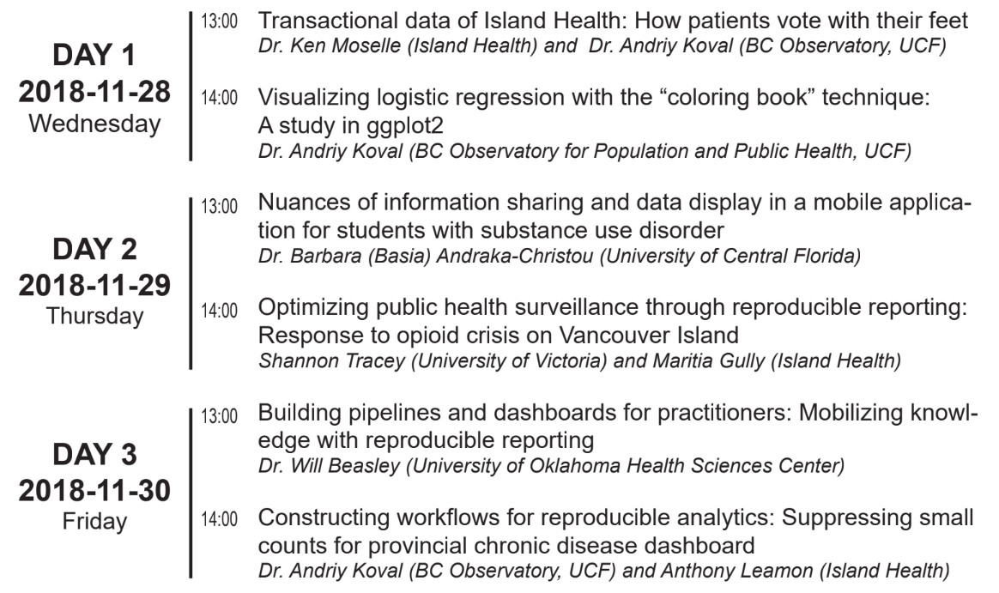 DAY 1
2018-11-28
Wednesday
13:00 Transactional data of Island Health: How patients vote with their feet
Dr. Ken Moselle (Island Health) and Dr. Andriy Koval (BC Observatory, UCF)
14:00 Visualizing logistic regression with the “coloring book” technique:
A study in ggplot2
Dr. Andriy Koval (BC Observatory for Population and Public Health, UCF)
DAY 2
2018-11-29
Thursday
13:00 Nuances of information sharing and data display in a mobile applica-
tion for students with substance use disorder
Dr. Barbara (Basia) Andraka-Christou (University of Central Florida)
14:00 Optimizing public health surveillance through reproducible reporting:
Response to opioid crisis on Vancouver Island
Shannon Tracey (University of Victoria) and Maritia Gully (Island Health)
DAY 3
2018-11-30
Friday
13:00 Building pipelines and dashboards for practitioners: Mobilizing knowl-
edge with reproducible reporting
Dr. Will Beasley (University of Oklahoma Health Sciences Center)
14:00 Constructing workflows for reproducible analytics: Suppressing small
counts for provincial chronic disease dashboard
Dr. Andriy Koval (BC Observatory, UCF) and Anthony Leamon (Island Health)